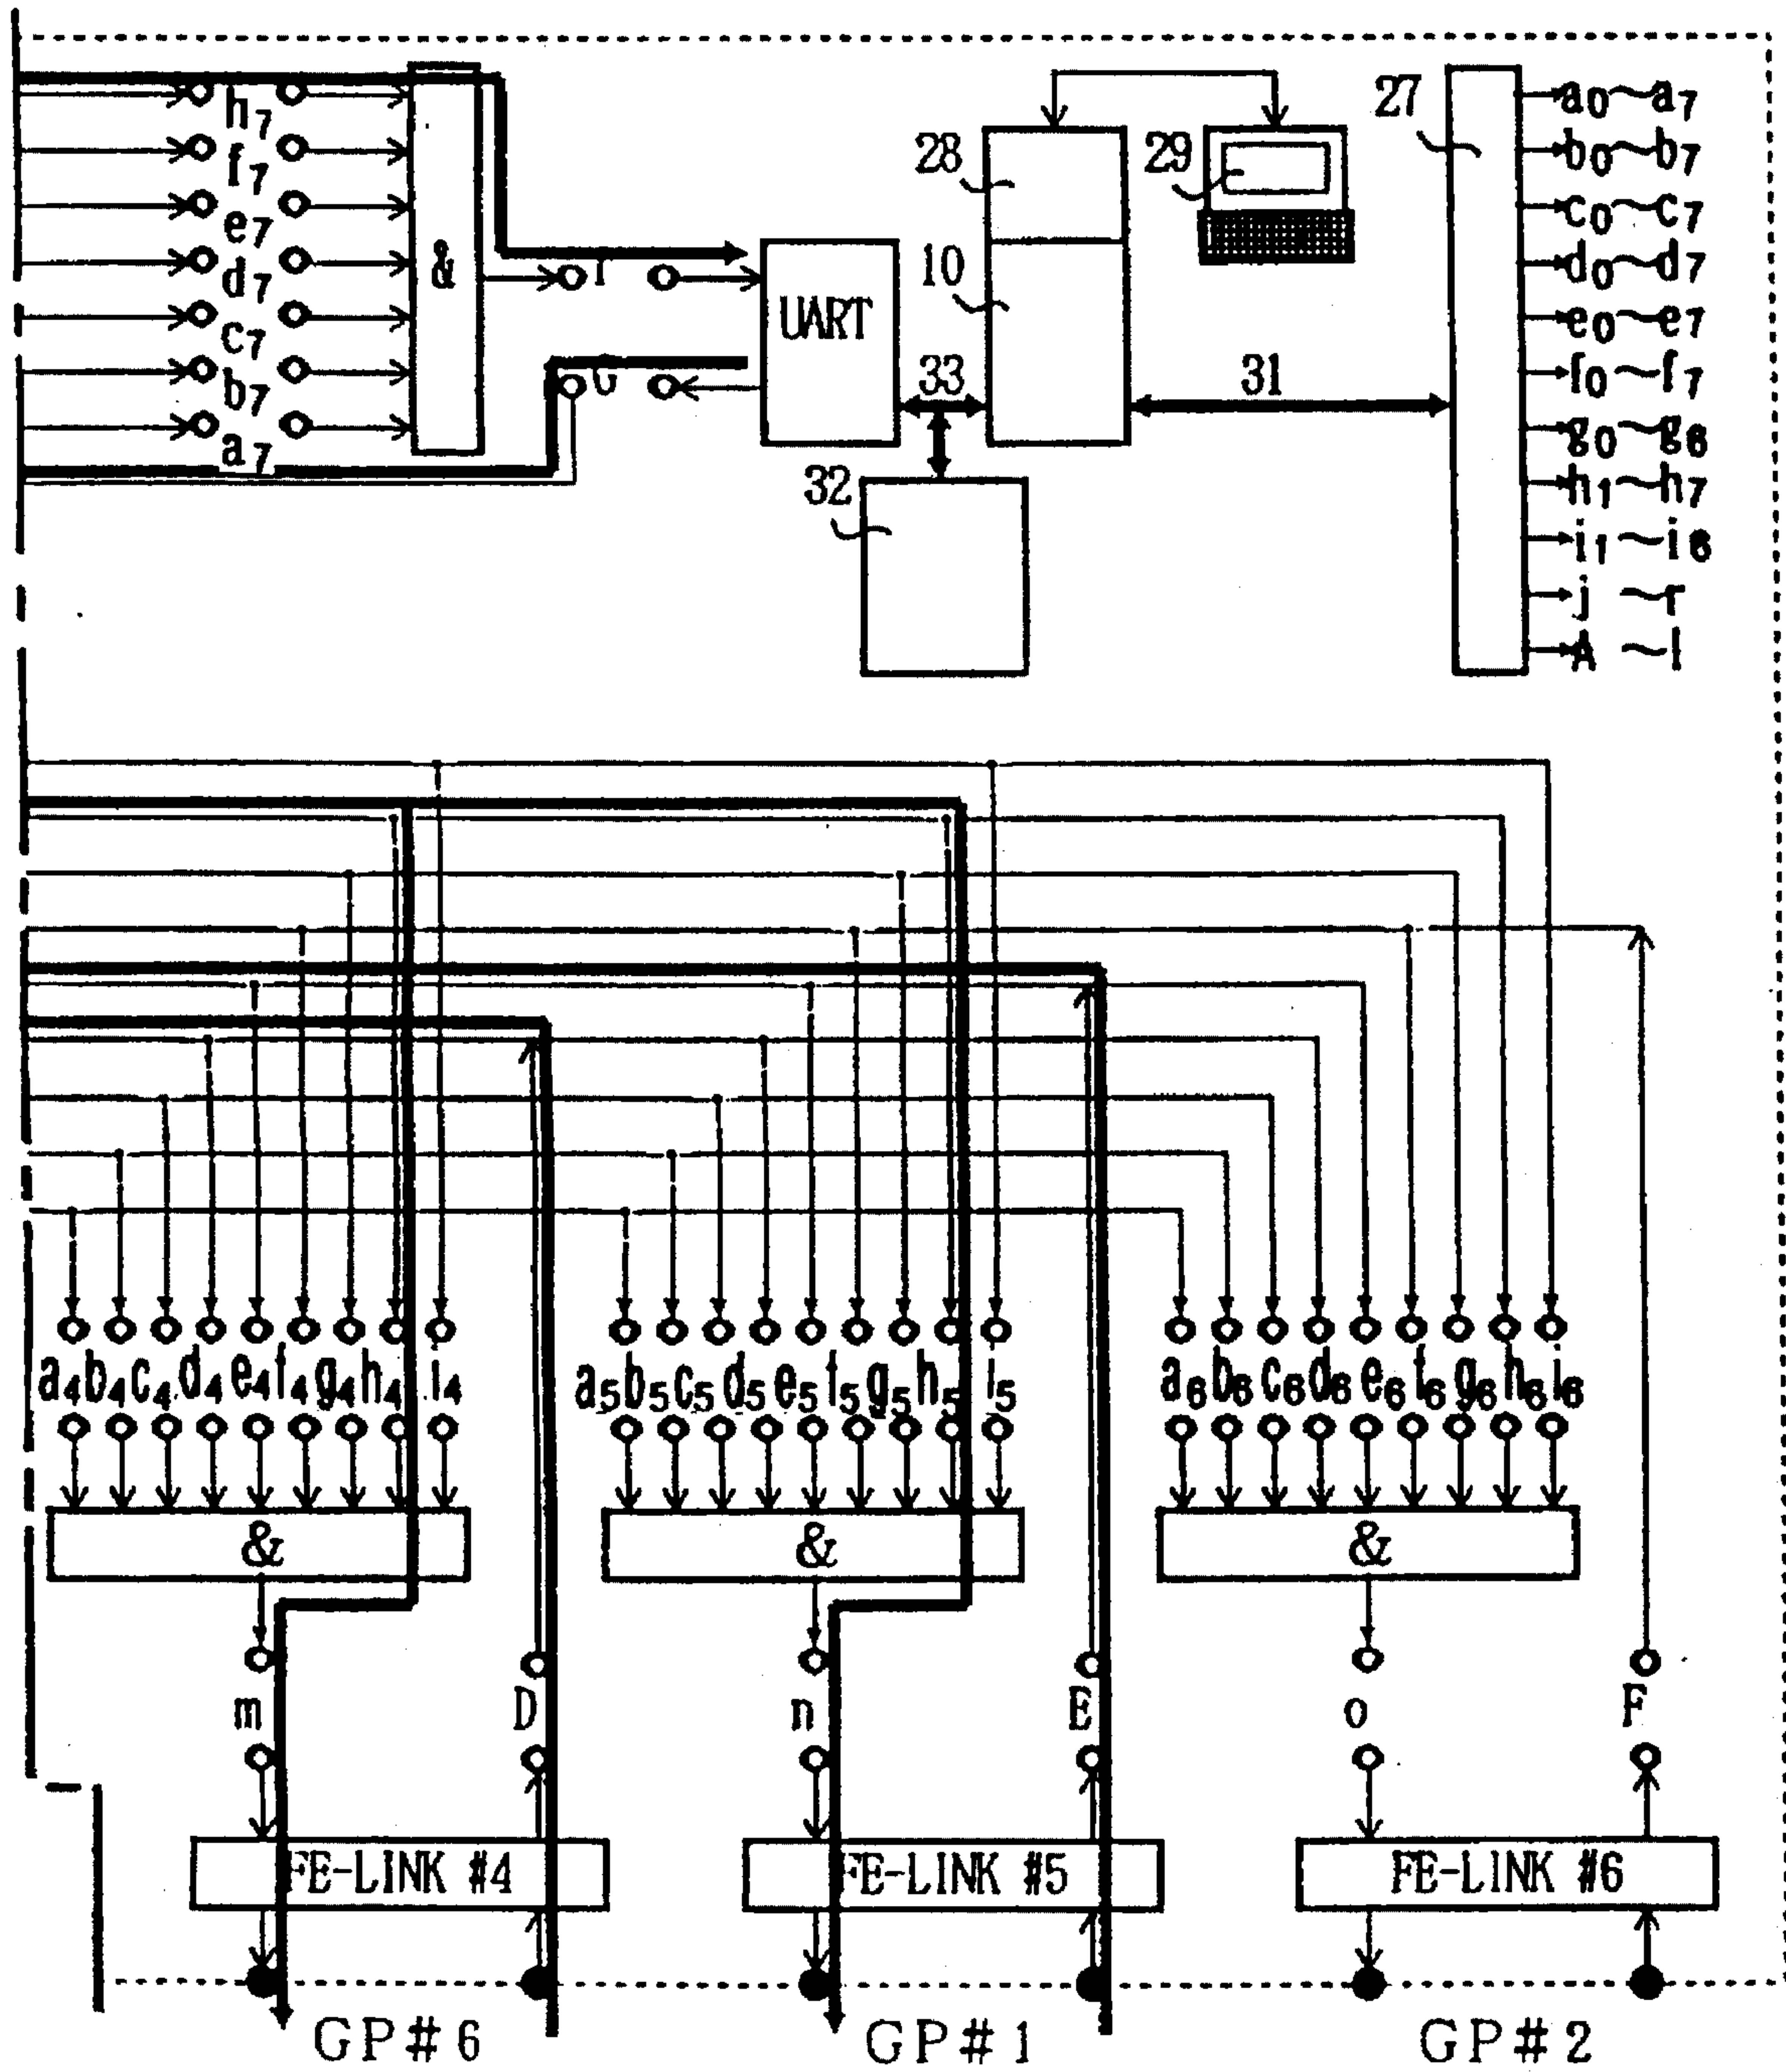 h7
f7
e7
d7
c7
b7
a7
&
UART
33
28
10
29
31
32
27
a0~a7
b0~b7
c0~c7
d0~d7
e0~e7
f0~f7
g0~g6
h1~h7
i1~i6
j ~r
A ~I
a4 b4 c4 d4 e4 f4 g4 h4 i4
a5 b5 c5 d5 e5 f5 g5 h5 i5
a6 b6 c6 d6 e6 f6 g6 h6 i6
& & &
m D n E o F
FE-LINK #4 FE-LINK #5 FE-LINK #6
GP#6 GP#1 GP#2